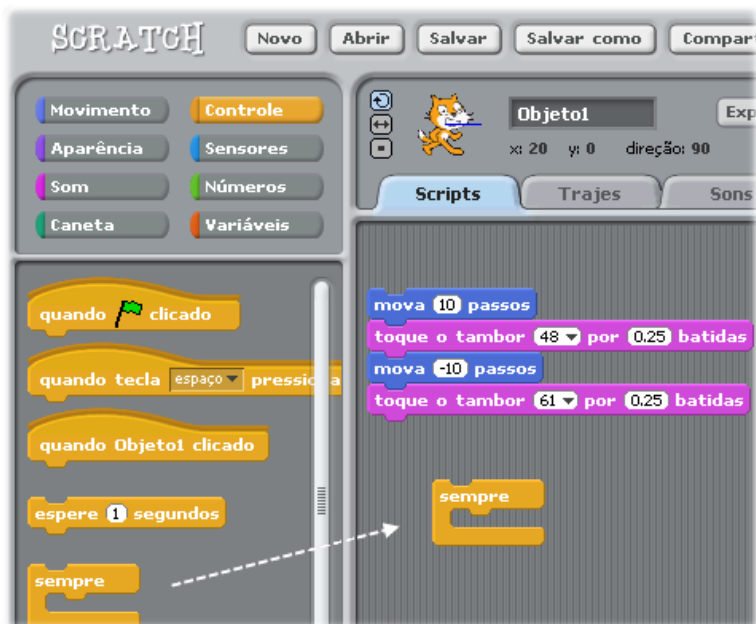 SCRATCH
Novo
Abrir
Salvar
Salvar como
Compar
Movimento
Controle
Aparência
Sensores
Som
Números
Caneta
Variáveis
Objeto1
Exp
x: 20 y: 0 direção: 90
Scripts
Trajes
Sons
quando clicado
quando tecla espaço pressiona
quando Objeto1 clicado
espere 1 segundos
sempre
mova 10 passos
toque o tambor 48 por 0.25 batidas
mova -10 passos
toque o tambor 61 por 0.25 batidas
sempre